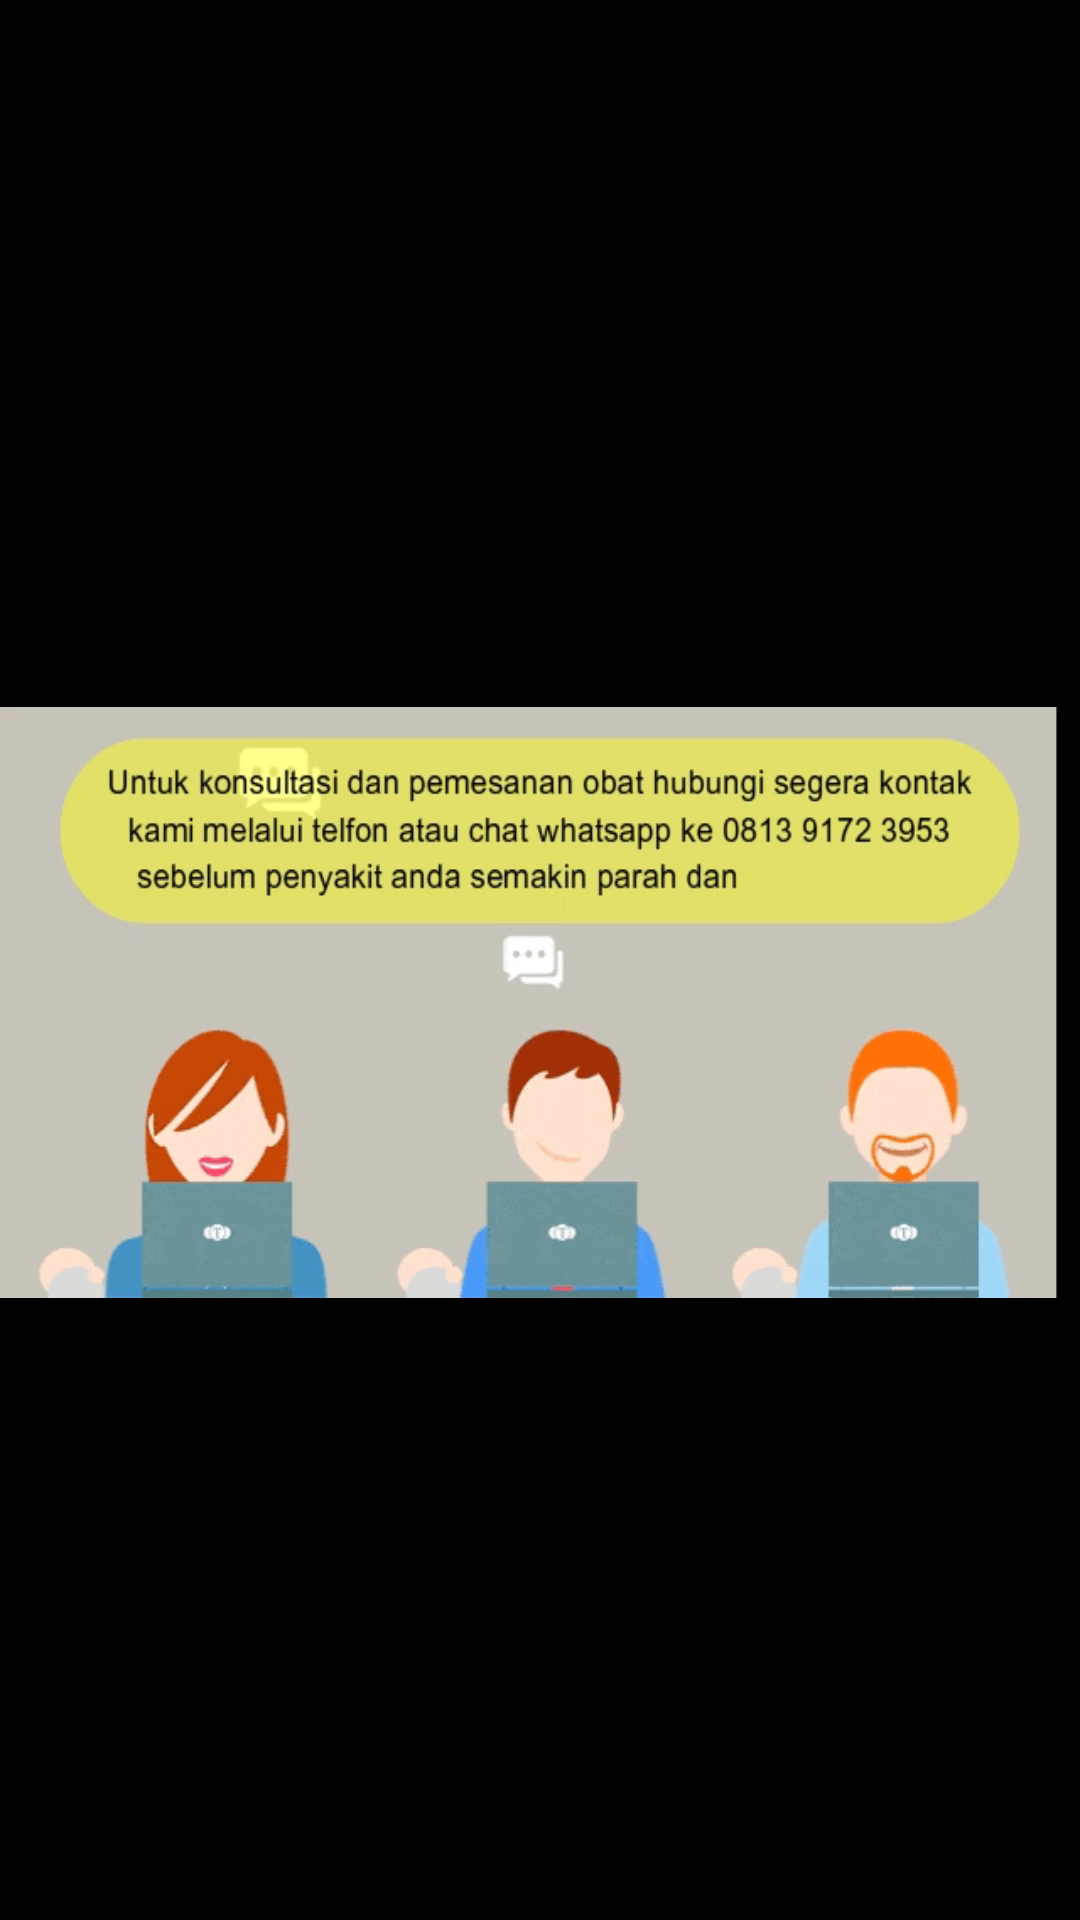 Untuk konsultasi dan pemesanan obat hubungi segera kontak
kami melalui telfon atau chat whatsapp ke 0813 9172 3953
sebelum penyakit anda semakin parah dan